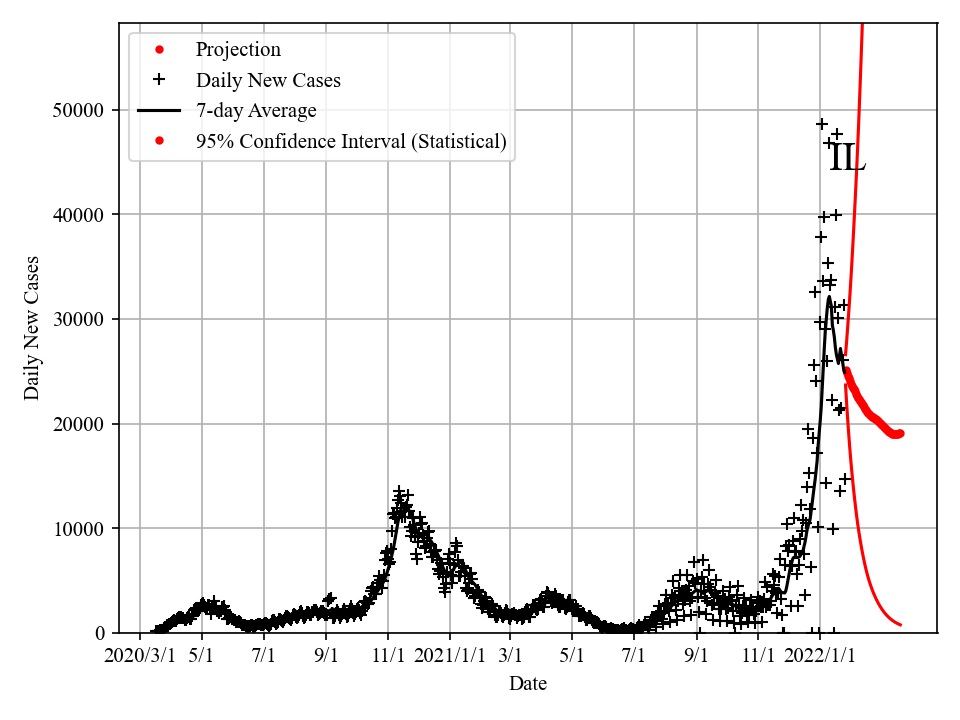 Projection
Daily New Cases
7-day Average
95% Confidence Interval (Statistical)
IL
50000
40000
30000
20000
10000
0
Daily New Cases
2020/3/1 5/1 7/1 9/1 11/1 2021/1/1 3/1 5/1 7/1 9/1 11/1 2022/1/1
Date